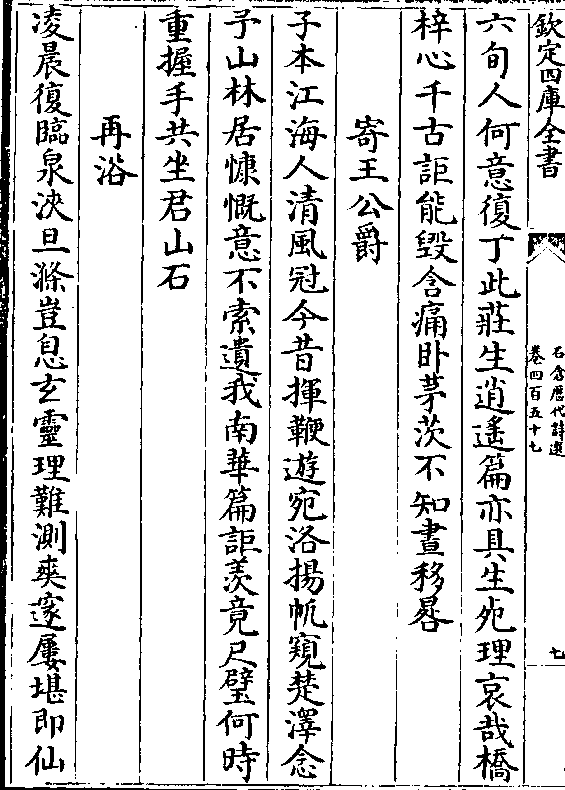 欽定四庫全書
石倉歷代詩選
卷四百五十七
七
六旬人何意復丁此莊生逍遙篇亦具生死理哀哉橋
梓心千古詎能毀含痛卧茅茨不知晝移晷
寄王公爵
子本江海人清風冠今昔揮鞭遊宛洛揚帆窺楚澤念
予山林居慷慨意不索遺我南華篇詎羨竟尺璧何時
重握手共坐君山石
再浴
凌晨復臨泉浹旦滌豈息玄靈理難測爽邃屢堪即仙